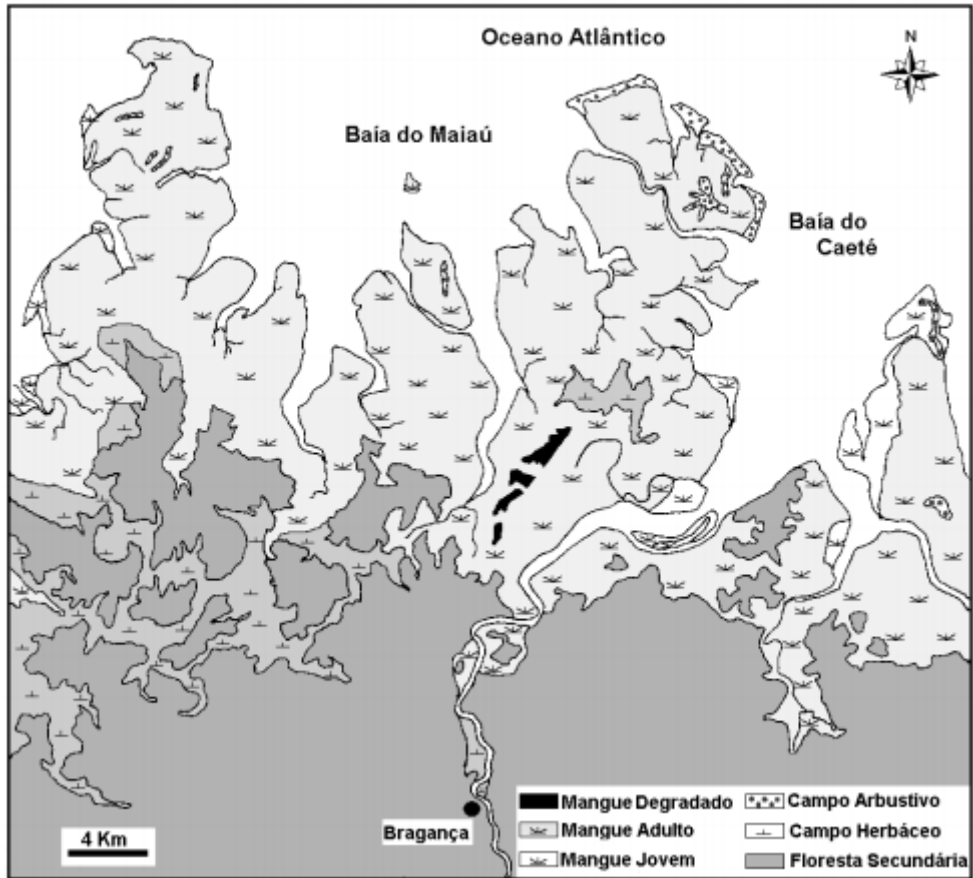 Oceano Atlântico
N
Baía do Maiaú
Baía do
Caeté
Bragança
4 Km
Mangue Degradado
Mangue Adulto
Mangue Jovem
Campo Arbustivo
Campo Herbáceo
Floresta Secundária